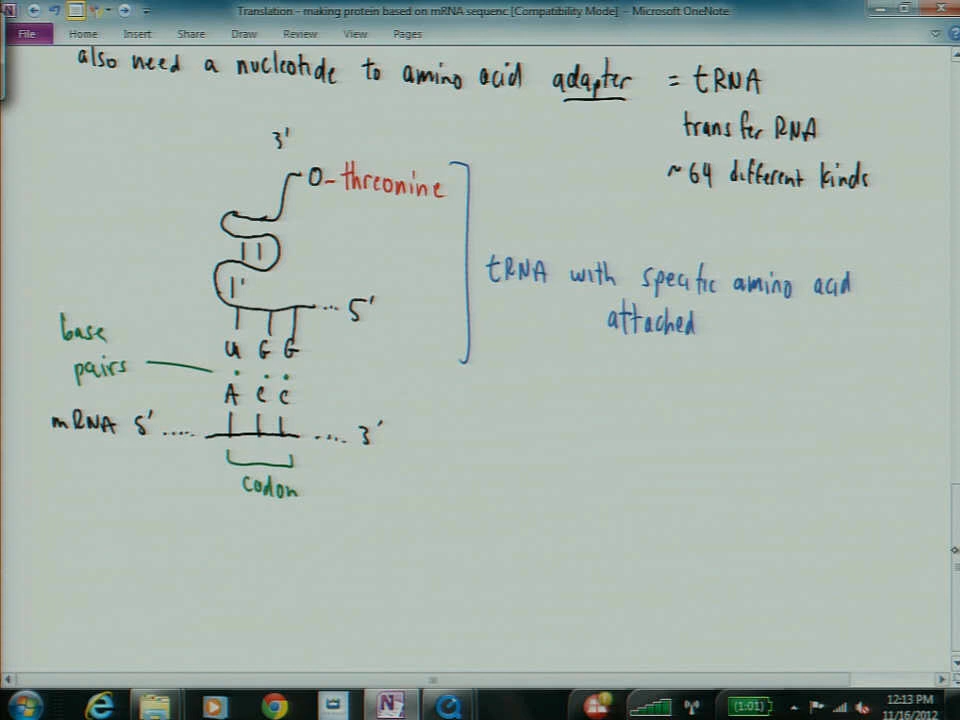 Translation - making protein based on mRNA sequenc [Compatibility Mode] - Microsoft OneNote
File Home Insert Share Draw Review View Pages
also need a nucleotide to amino acid adapter = tRNA
transfer RNA
~ 64 different kinds
3'
O-threonine
tRNA with specific amino acid
attached
... 5'
base
pairs
U G G
A C C
mRNA 5' ..... .... 3'
codon
(1:01)
12:13 PM
11/16/2012